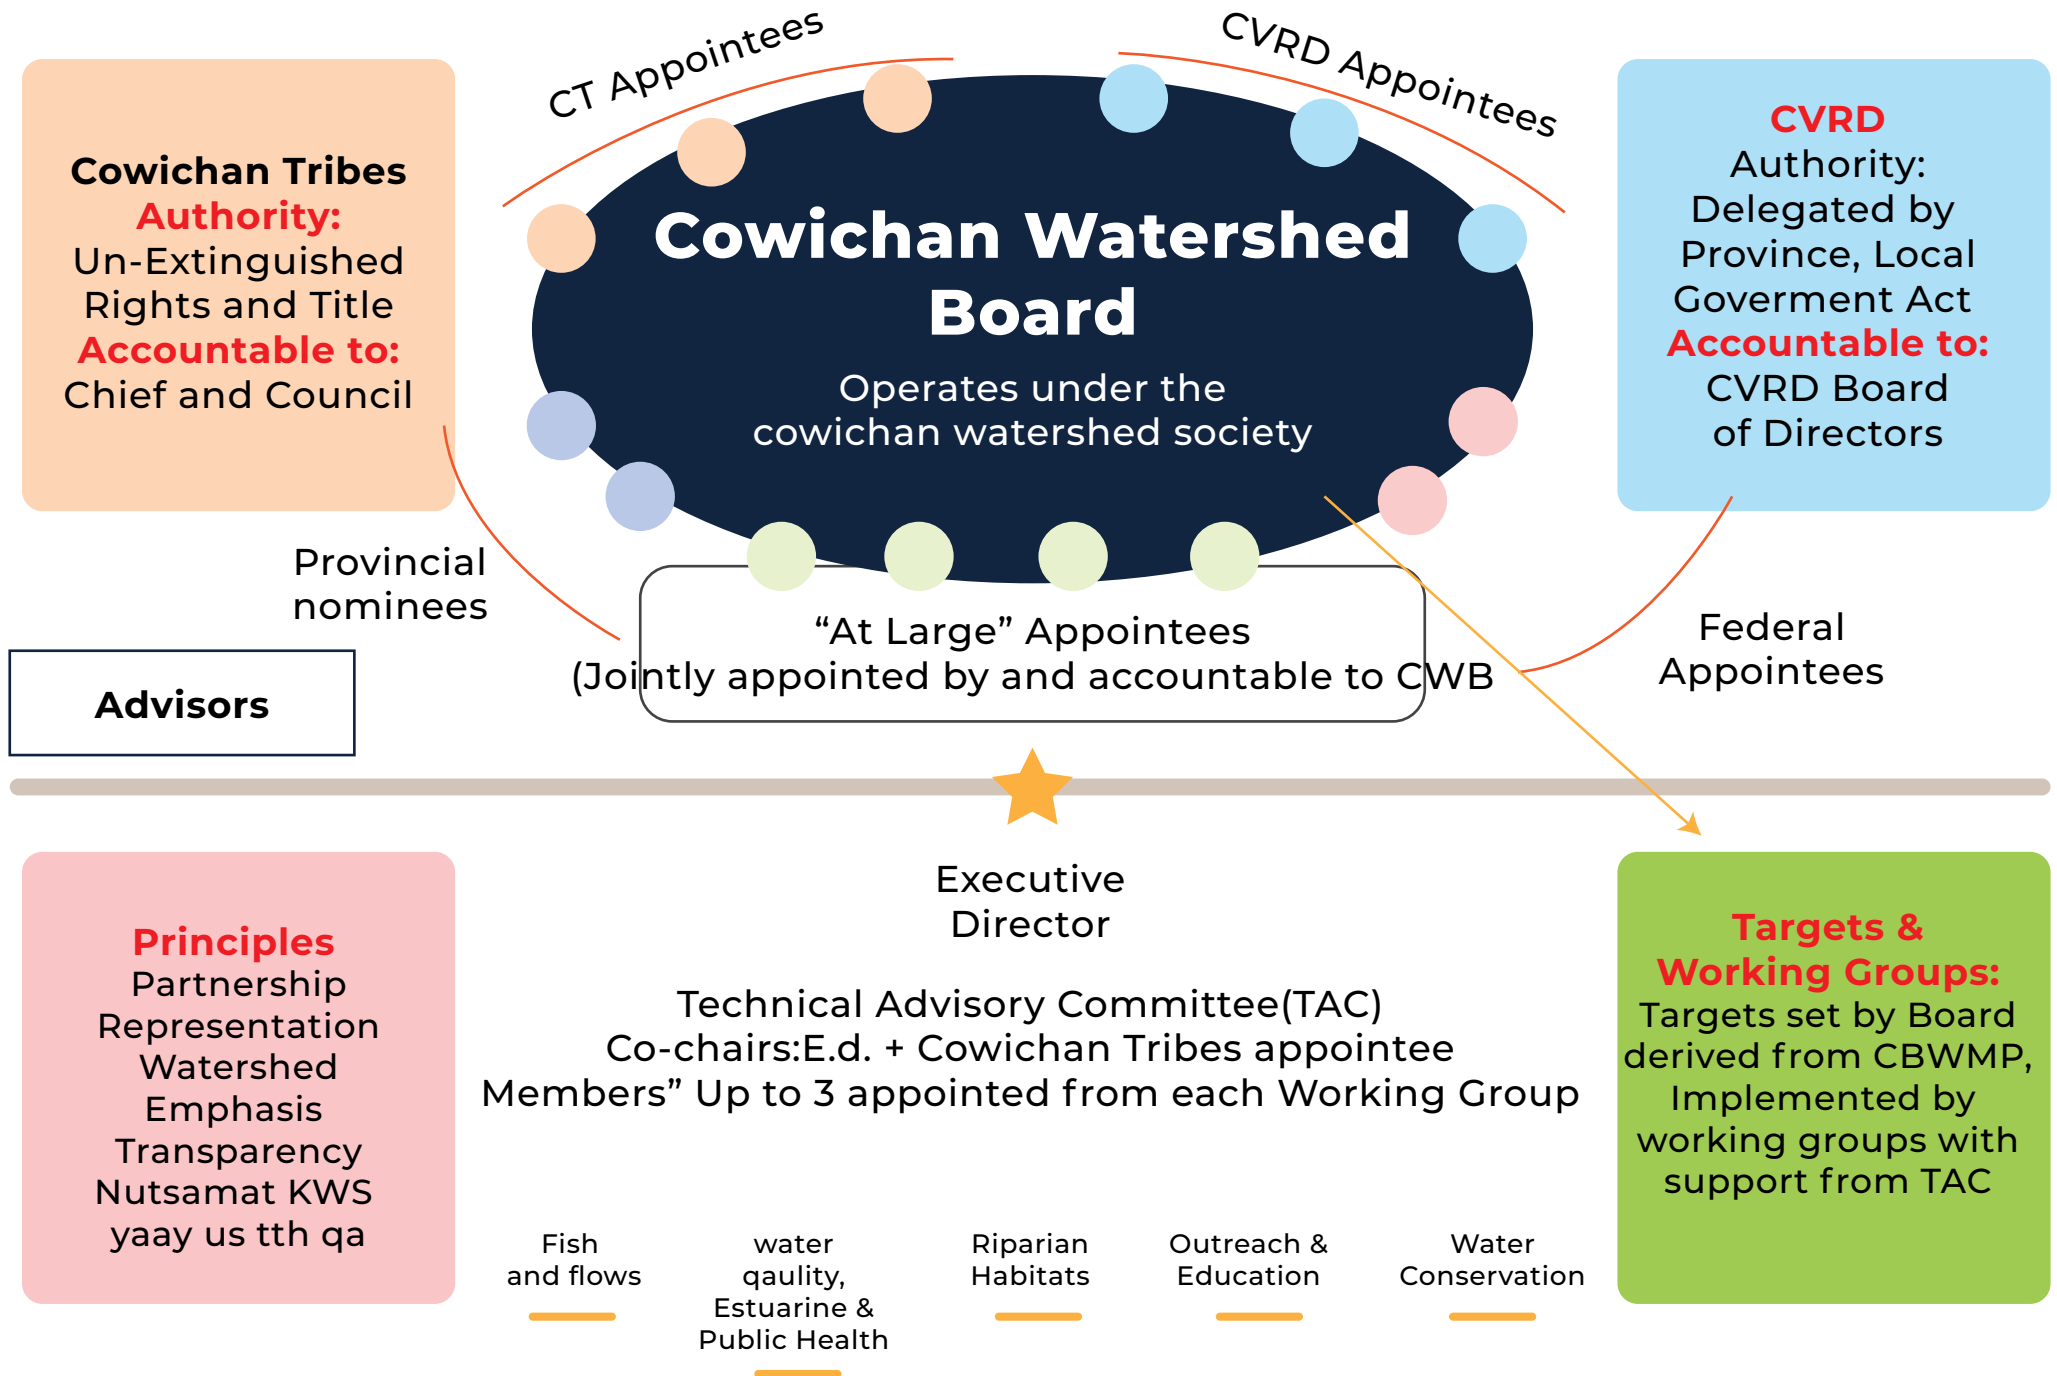 CT Appointees
CVRD Appointees
Cowichan Tribes
Authority:
Un-Extinguished
Rights and Title
Accountable to:
Chief and Council
Cowichan Watershed
Board
Operates under the
cowichan watershed society
CVRD
Authority:
Delegated by
Province, Local
Goverment Act
Accountable to:
CVRD Board
of Directors
Provincial
nominees
“At Large” Appointees
(Jointly appointed by and accountable to CWB
Federal
Appointees
Advisors
Executive
Director
Principles
Partnership
Representation
Watershed
Emphasis
Transparency
Nutsamat KWS
yaay us tth qa
Technical Advisory Committee(TAC)
Co-chairs:E.d. + Cowichan Tribes appointee
Members” Up to 3 appointed from each Working Group
Targets &
Working Groups:
Targets set by Board
derived from CBWMP,
Implemented by
working groups with
support from TAC
Fish
and flows
water
qaulity,
Estuarine &
Public Health
Riparian
Habitats
Outreach &
Education
Water
Conservation